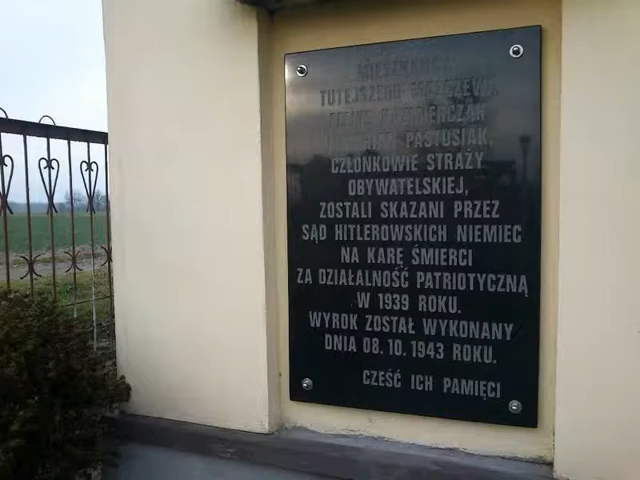 MIESZKAŃCY
TUTEJSZEGO
KAŹMIERCZAK
PASTUSIAK,
CZŁONKOWIE STRAŻY
OBYWATELSKIEJ,
ZOSTALI SKAZANI PRZEZ
SĄD HITLEROWSKICH NIEMIEC
NA KARĘ ŚMIERCI
ZA DZIAŁALNOŚĆ PATRIOTYCZNĄ
W 1939 ROKU.
WYROK ZOSTAŁ WYKONANY
DNIA 08.10.1943 ROKU.
CZEŚĆ ICH PAMIĘCI